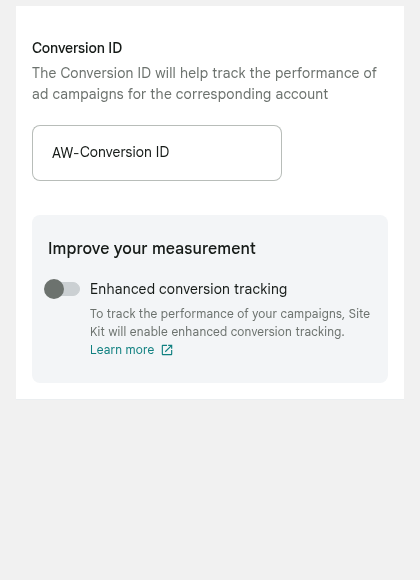 Conversion ID
The Conversion ID will help track the performance of
ad campaigns for the corresponding account
AW-Conversion ID
Improve your measurement
Enhanced conversion tracking
To track the performance of your campaigns, Site
Kit will enable enhanced conversion tracking.
Learn more